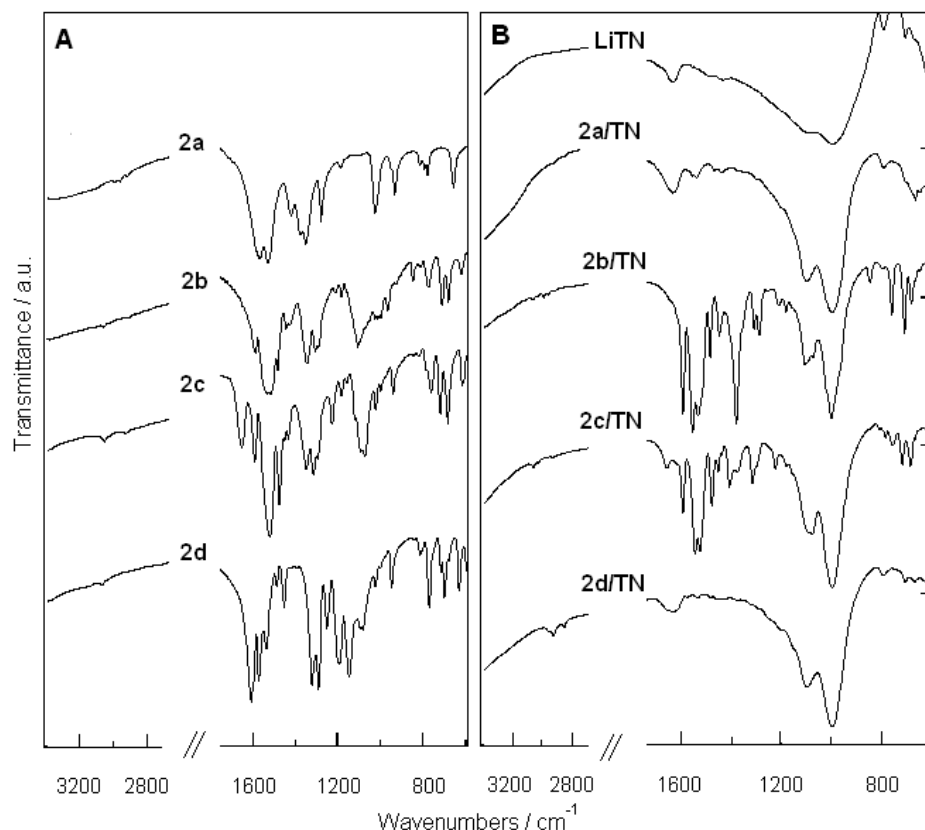 A
B
LiTN
2a
2a/TN
2b
2b/TN
2c
2c/TN
2d
2d/TN
Transmittance / a.u.
3200 2800 // 1600 1200 800
3200 2800 // 1600 1200 800
Wavenumbers / cm⁻¹